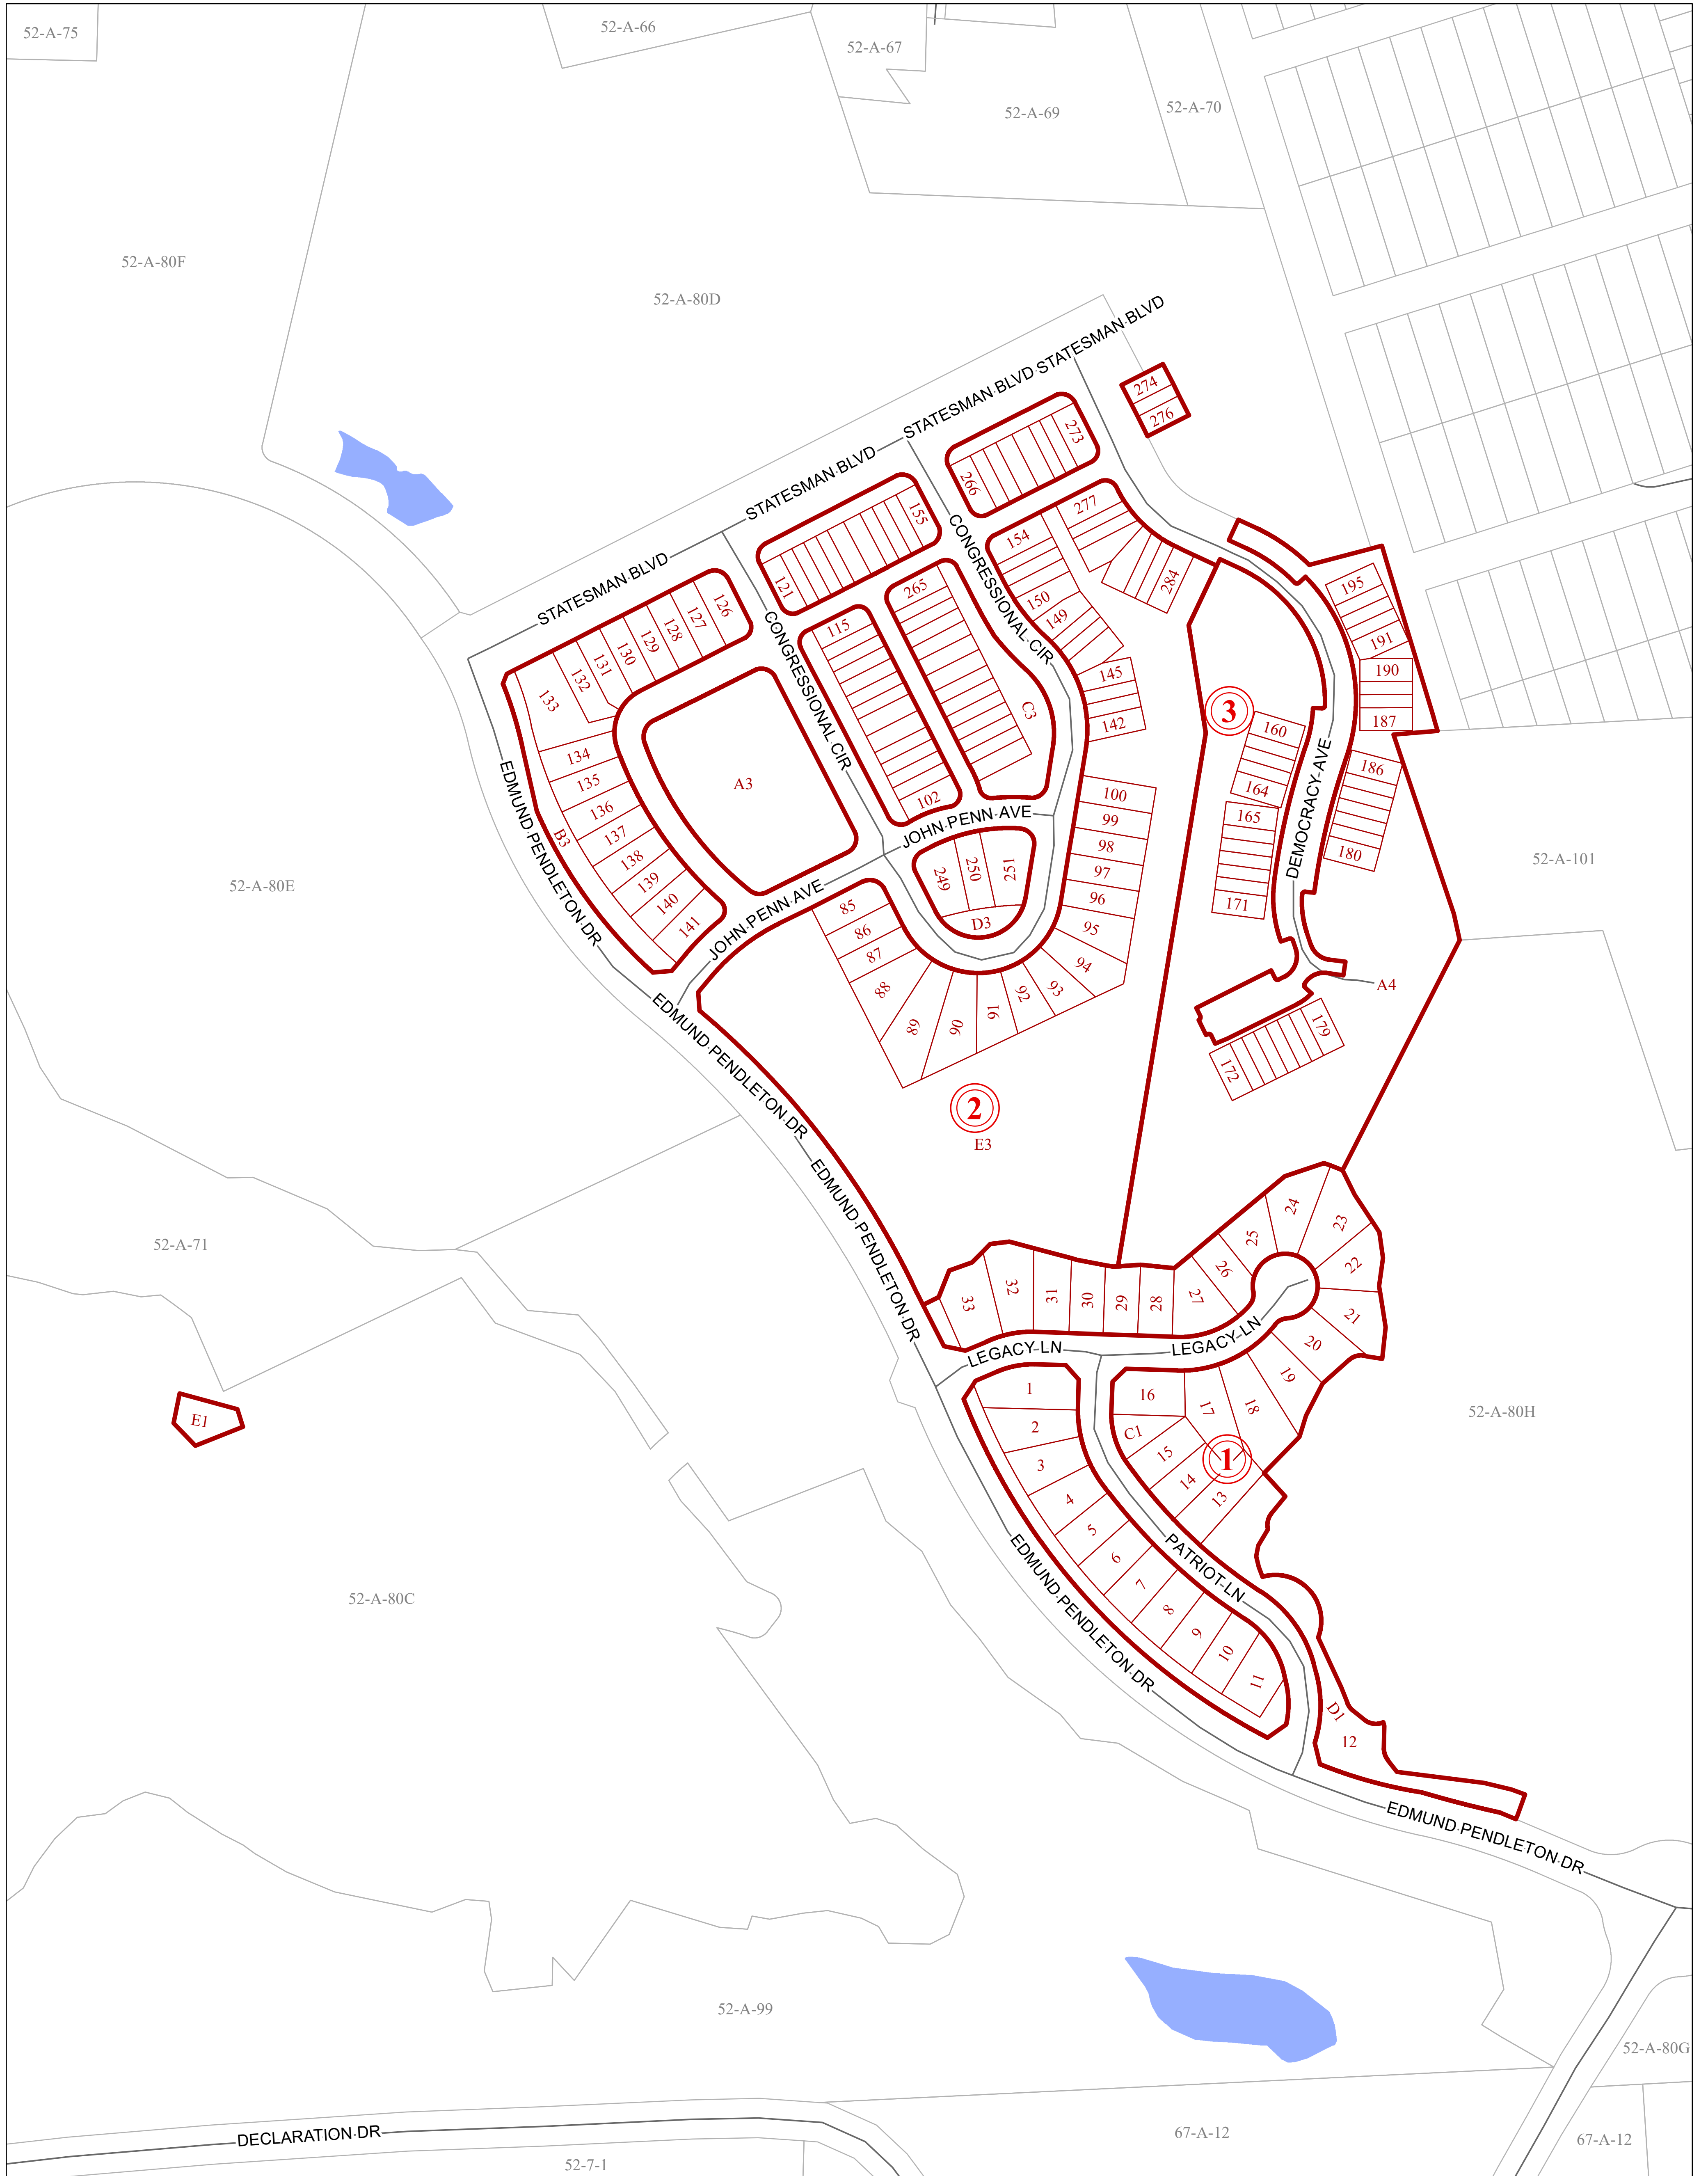 52-A-75
52-A-66
52-A-67
52-A-69
52-A-70
52-A-80F
52-A-80D
STATESMAN BLVD
STATESMAN BLVD
STATESMAN BLVD
STATESMAN BLVD
274
276
273
266
155
121
277
154
150
149
284
CONGRESSIONAL CIR
CONGRESSIONAL CIR
265
115
102
C3
145
142
126
127
128
129
130
131
132
133
134
135
136
137
138
139
140
141
B3
A3
EDMUND PENDLETON DR
JOHN PENN AVE
JOHN PENN AVE
249
250
251
D3
195
191
190
187
3
160
164
165
171
186
180
DEMOCRACY AVE
A4
179
172
52-A-101
100
99
98
97
96
95
94
93
92
91
90
89
88
87
86
85
52-A-80E
EDMUND PENDLETON DR
2
E3
EDMUND PENDLETON DR
52-A-71
24
23
22
21
20
19
18
17
16
25
26
27
28
29
30
31
32
33
LEGACY LN
LEGACY LN
C1
15
14
13
1
1
2
3
4
5
6
7
8
9
10
11
PATRIOT LN
EDMUND PENDLETON DR
D1
12
52-A-80H
E1
52-A-80C
EDMUND PENDLETON DR
52-A-99
52-A-80G
DECLARATION DR
67-A-12
67-A-12
52-7-1